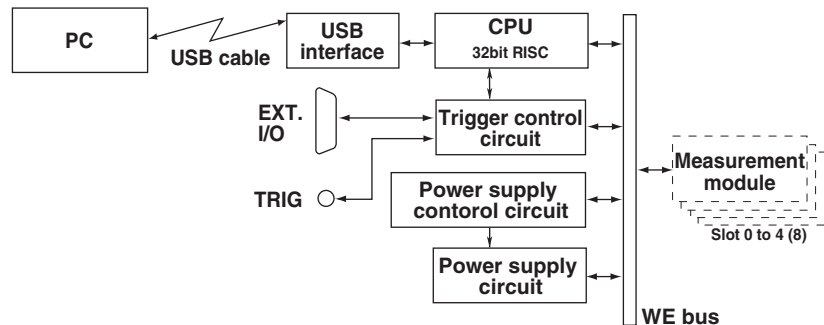 PC
USB cable
USB
interface
CPU
32bit RISC
EXT.
I/O
Trigger control
circuit
TRIG
Power supply
contorol circuit
Power supply
circuit
Measurement
module
Slot 0 to 4 (8)
WE bus